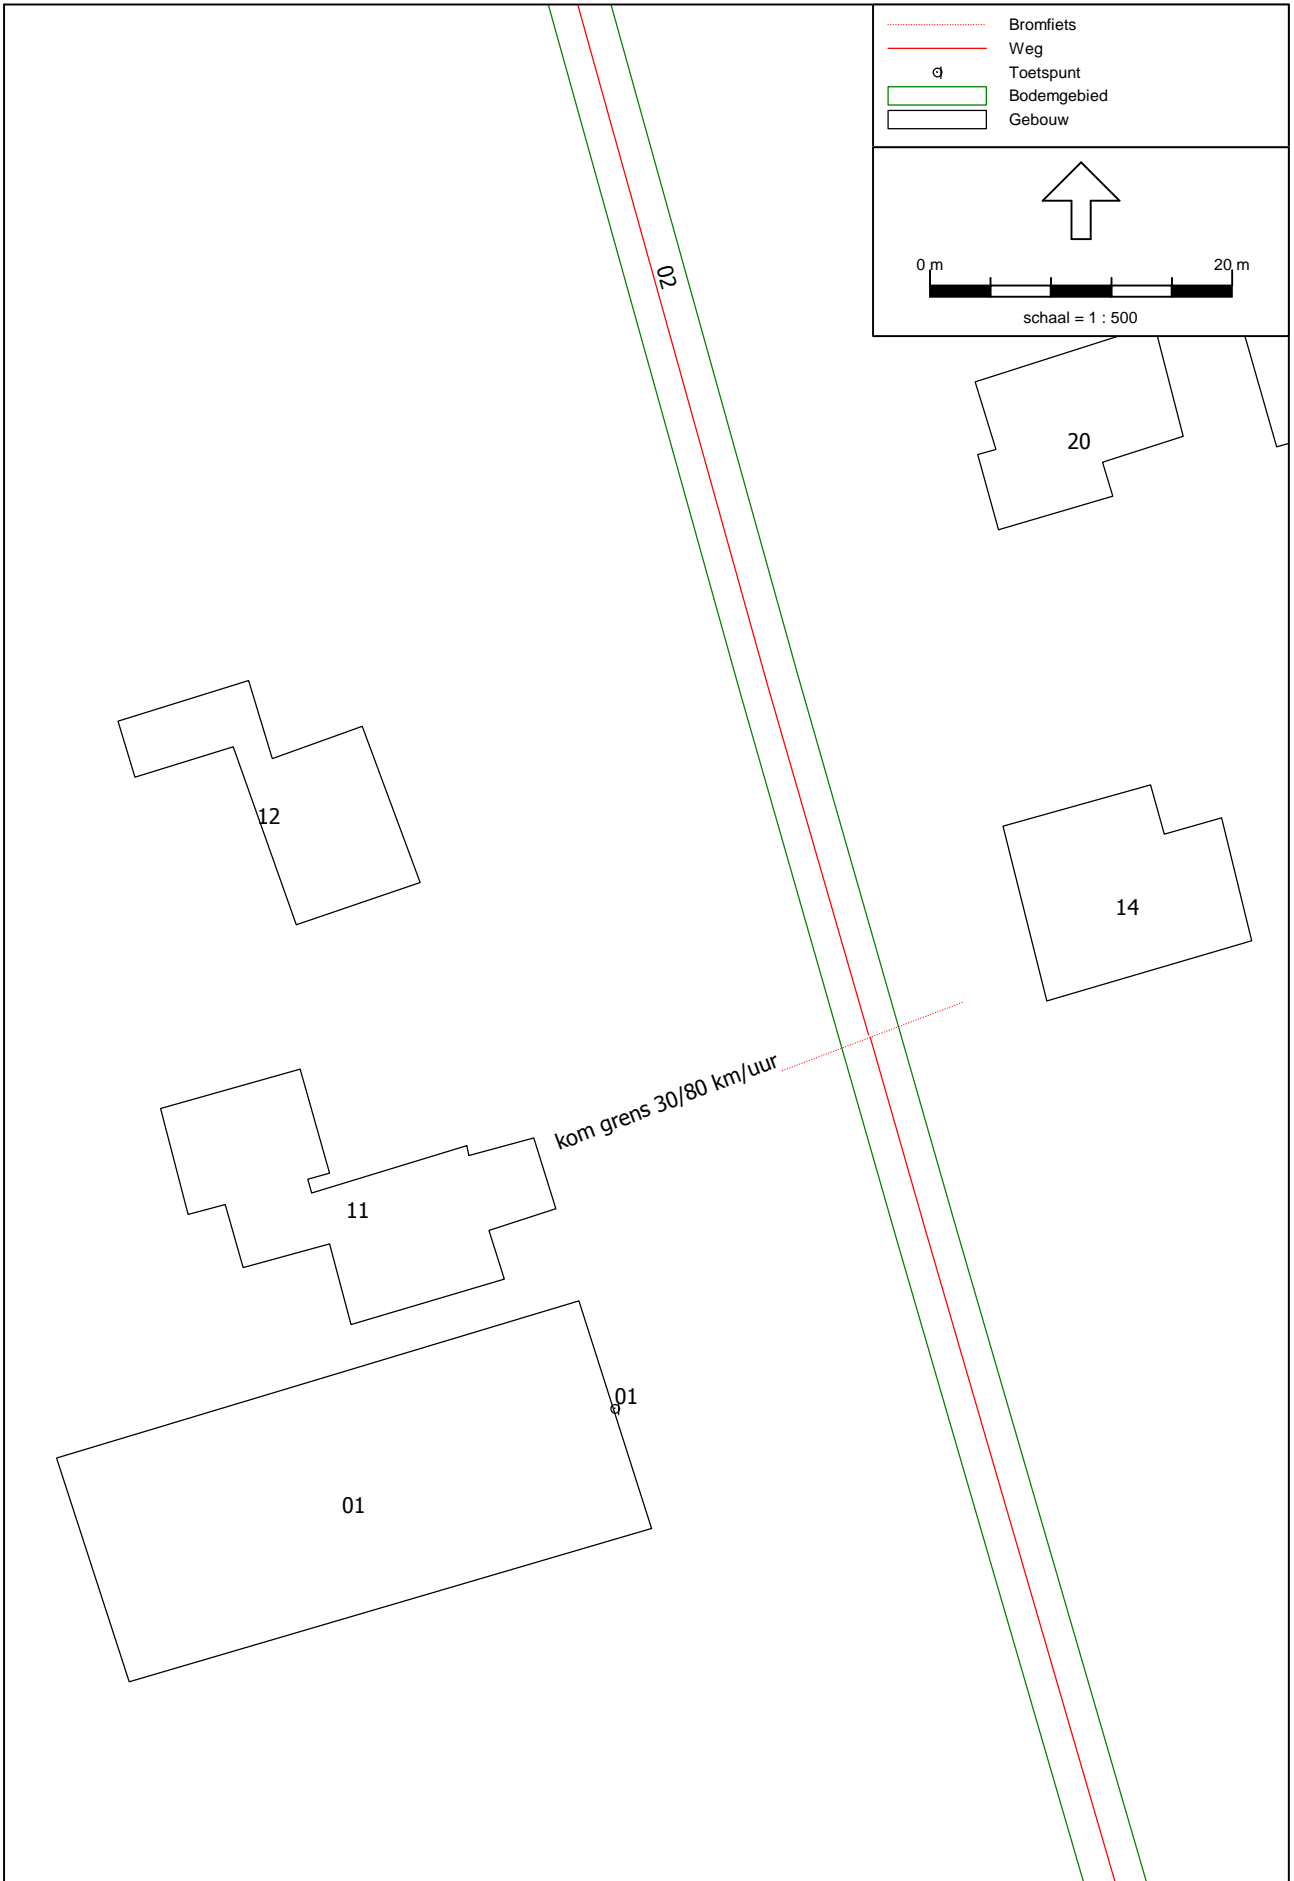 Bromfiets
Weg
Toetspunt
Bodemgebied
Gebouw
0 m 20 m
schaal = 1 : 500
02
20
12
14
kom grens 30/80 km/uur
11
01
01